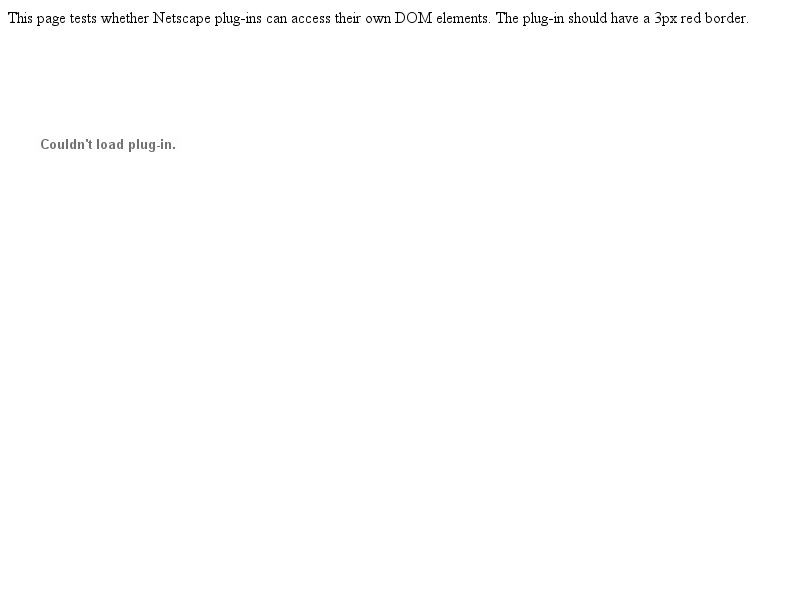 This page tests whether Netscape plug-ins can access their own DOM elements. The plug-in should have a 3px red border.
Couldn't load plug-in.